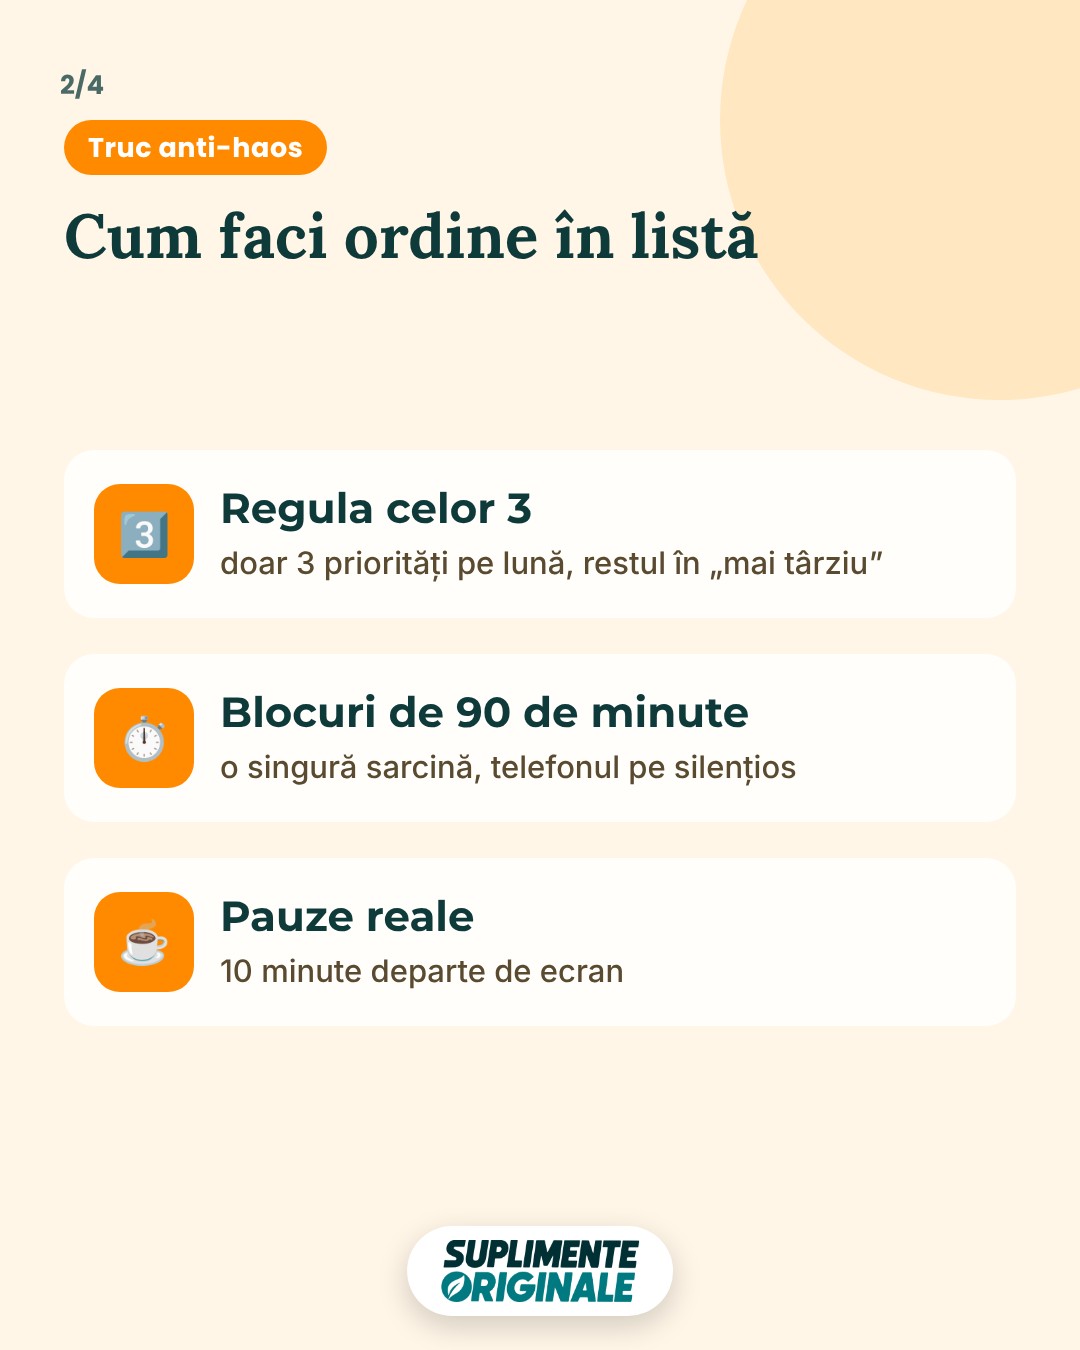 2/4
Truc anti-haos
Cum faci ordine în listă
3
Regula celor 3
doar 3 priorități pe lună, restul în „mai târziu”
Blocuri de 90 de minute
o singură sarcină, telefonul pe silențios
Pauze reale
10 minute departe de ecran
SUPLIMENTE
ORIGINALE